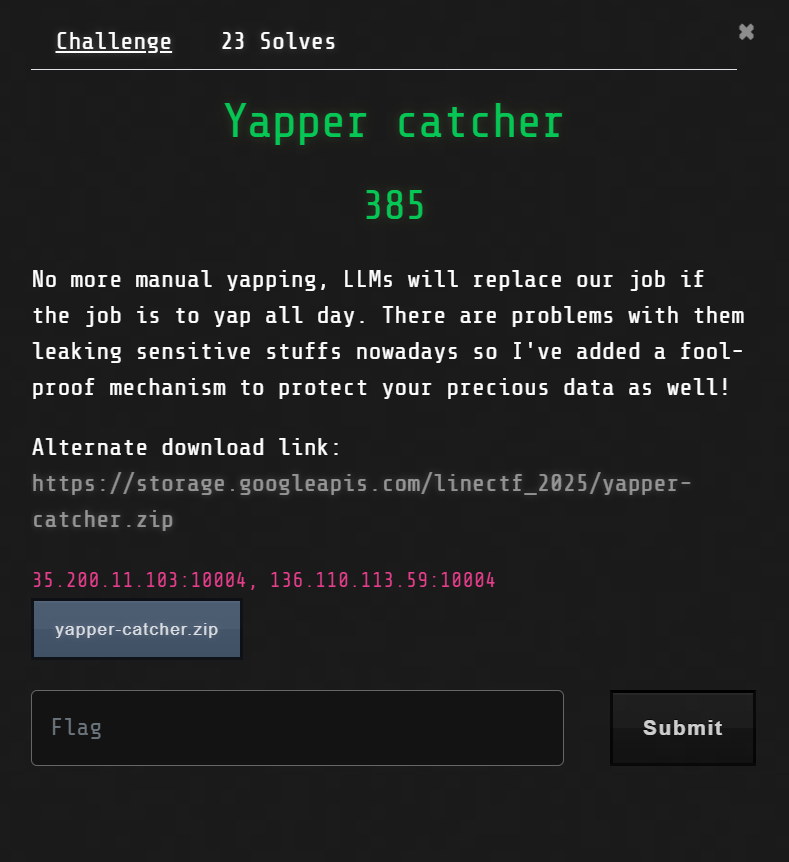 Challenge 23 Solves ✖
Yapper catcher
385
No more manual yapping, LLMs will replace our job if
the job is to yap all day. There are problems with them
leaking sensitive stuffs nowadays so I've added a fool-
proof mechanism to protect your precious data as well!
Alternate download link:
https://storage.googleapis.com/linectf_2025/yapper-
catcher.zip
35.200.11.103:10004, 136.110.113.59:10004
yapper-catcher.zip
Flag Submit